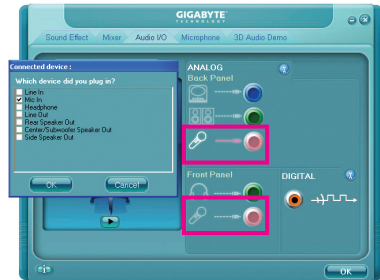 GIGABYTE
TECHNOLOGY
Sound Effect Mixer Audio I/O Microphone 3D Audio Demo
Connected device :
Which device did you plug in?
Line In
Mic In
Headphone
Line Out
Rear Speaker Out
Center/Subwoofer Speaker Out
Side Speaker Out
OK Cancel
ANALOG
Back Panel
Front Panel
DIGITAL
OK